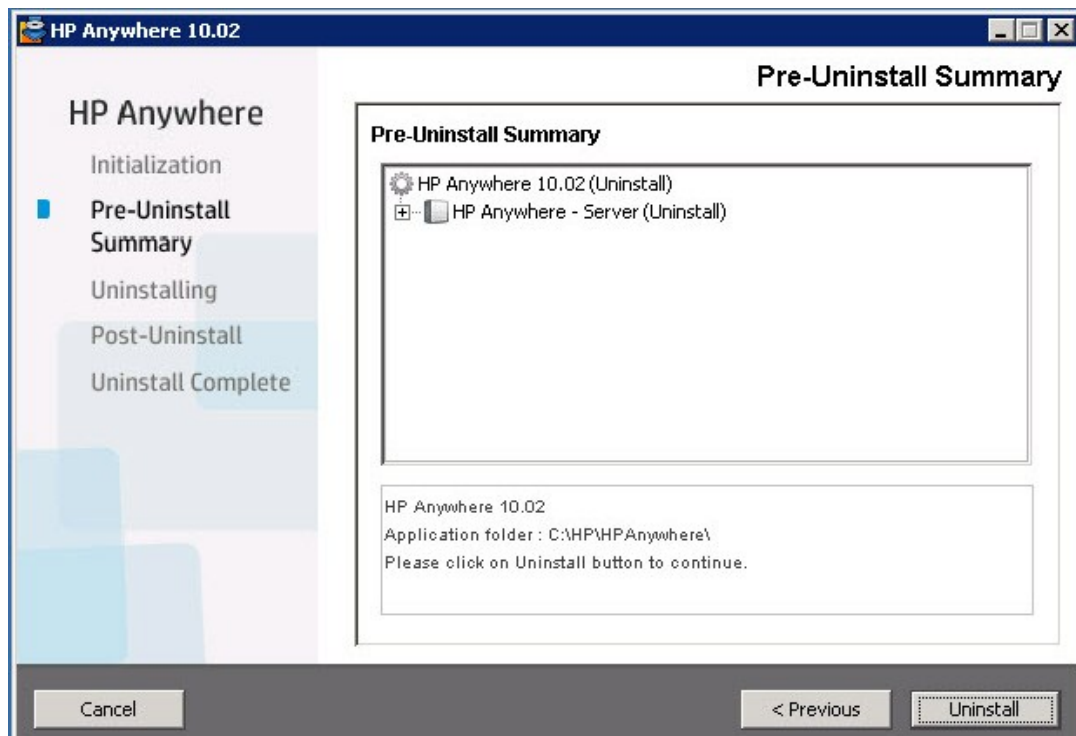 HP Anywhere 10.02
Pre-Uninstall Summary
HP Anywhere
Initialization
Pre-Uninstall
Summary
Uninstalling
Post-Uninstall
Uninstall Complete
Pre-Uninstall Summary
HP Anywhere 10.02 (Uninstall)
HP Anywhere - Server (Uninstall)
HP Anywhere 10.02
Application folder : C:\HP\HPAnywhere\
Please click on Uninstall button to continue.
Cancel
< Previous
Uninstall